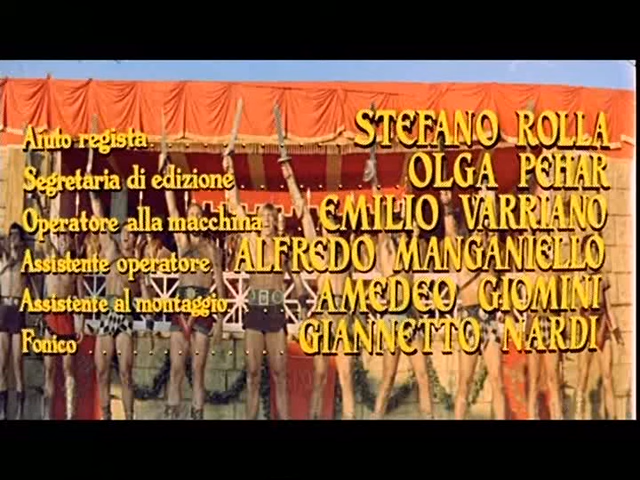 Aiuto regista STEFANO ROLLA
Segretaria di edizione OLGA PEHAR
Operatore alla macchina EMILIO VARRIANO
Assistente operatore ALFREDO MANGANIELLO
Assistente al montaggio AMEDEO GIOMINI
Fonico GIANNETTO NARDI